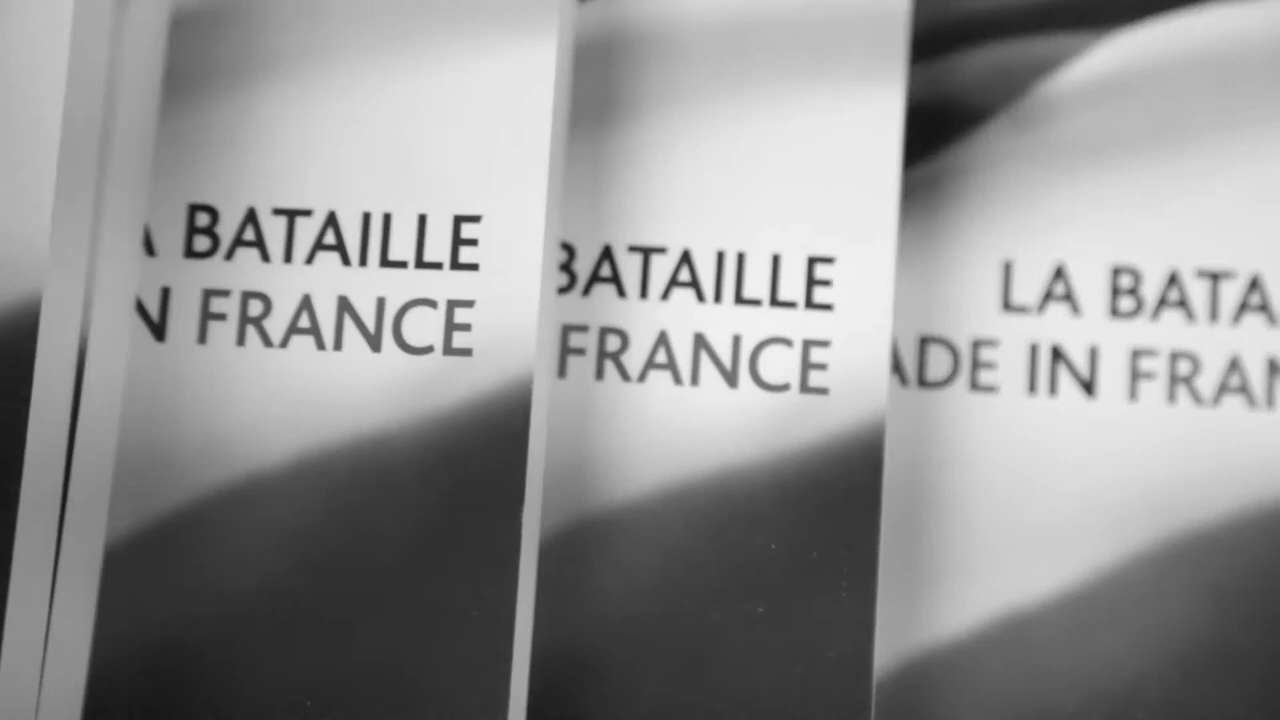 A BATAILLE
N FRANCE
BATAILLE
FRANCE
LA BATA
ADE IN FRAN